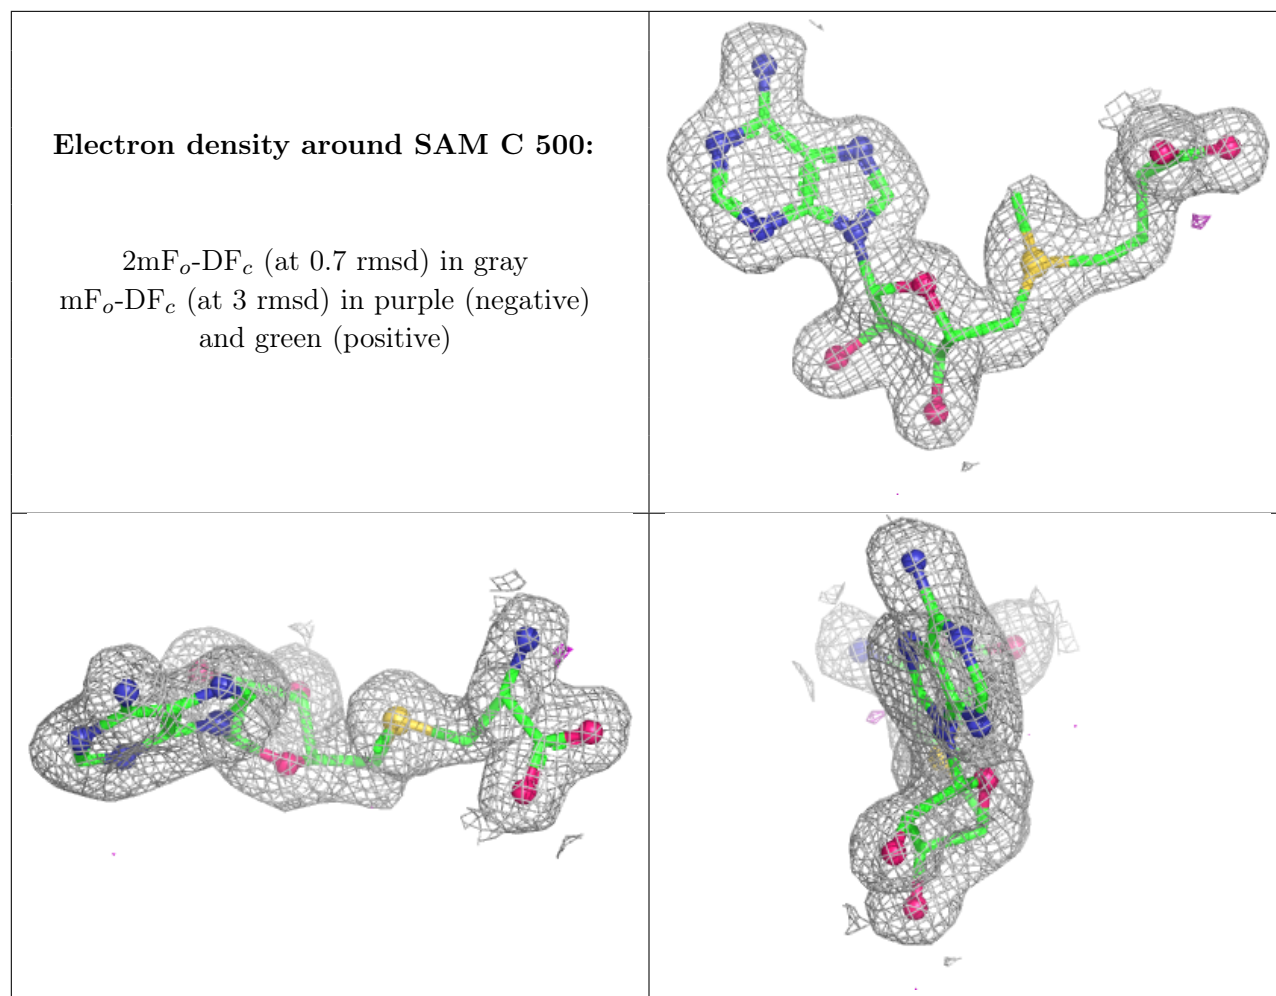 Electron density around SAM C 500:
2mFo-DFc (at 0.7 rmsd) in gray
mFo-DFc (at 3 rmsd) in purple (negative)
and green (positive)